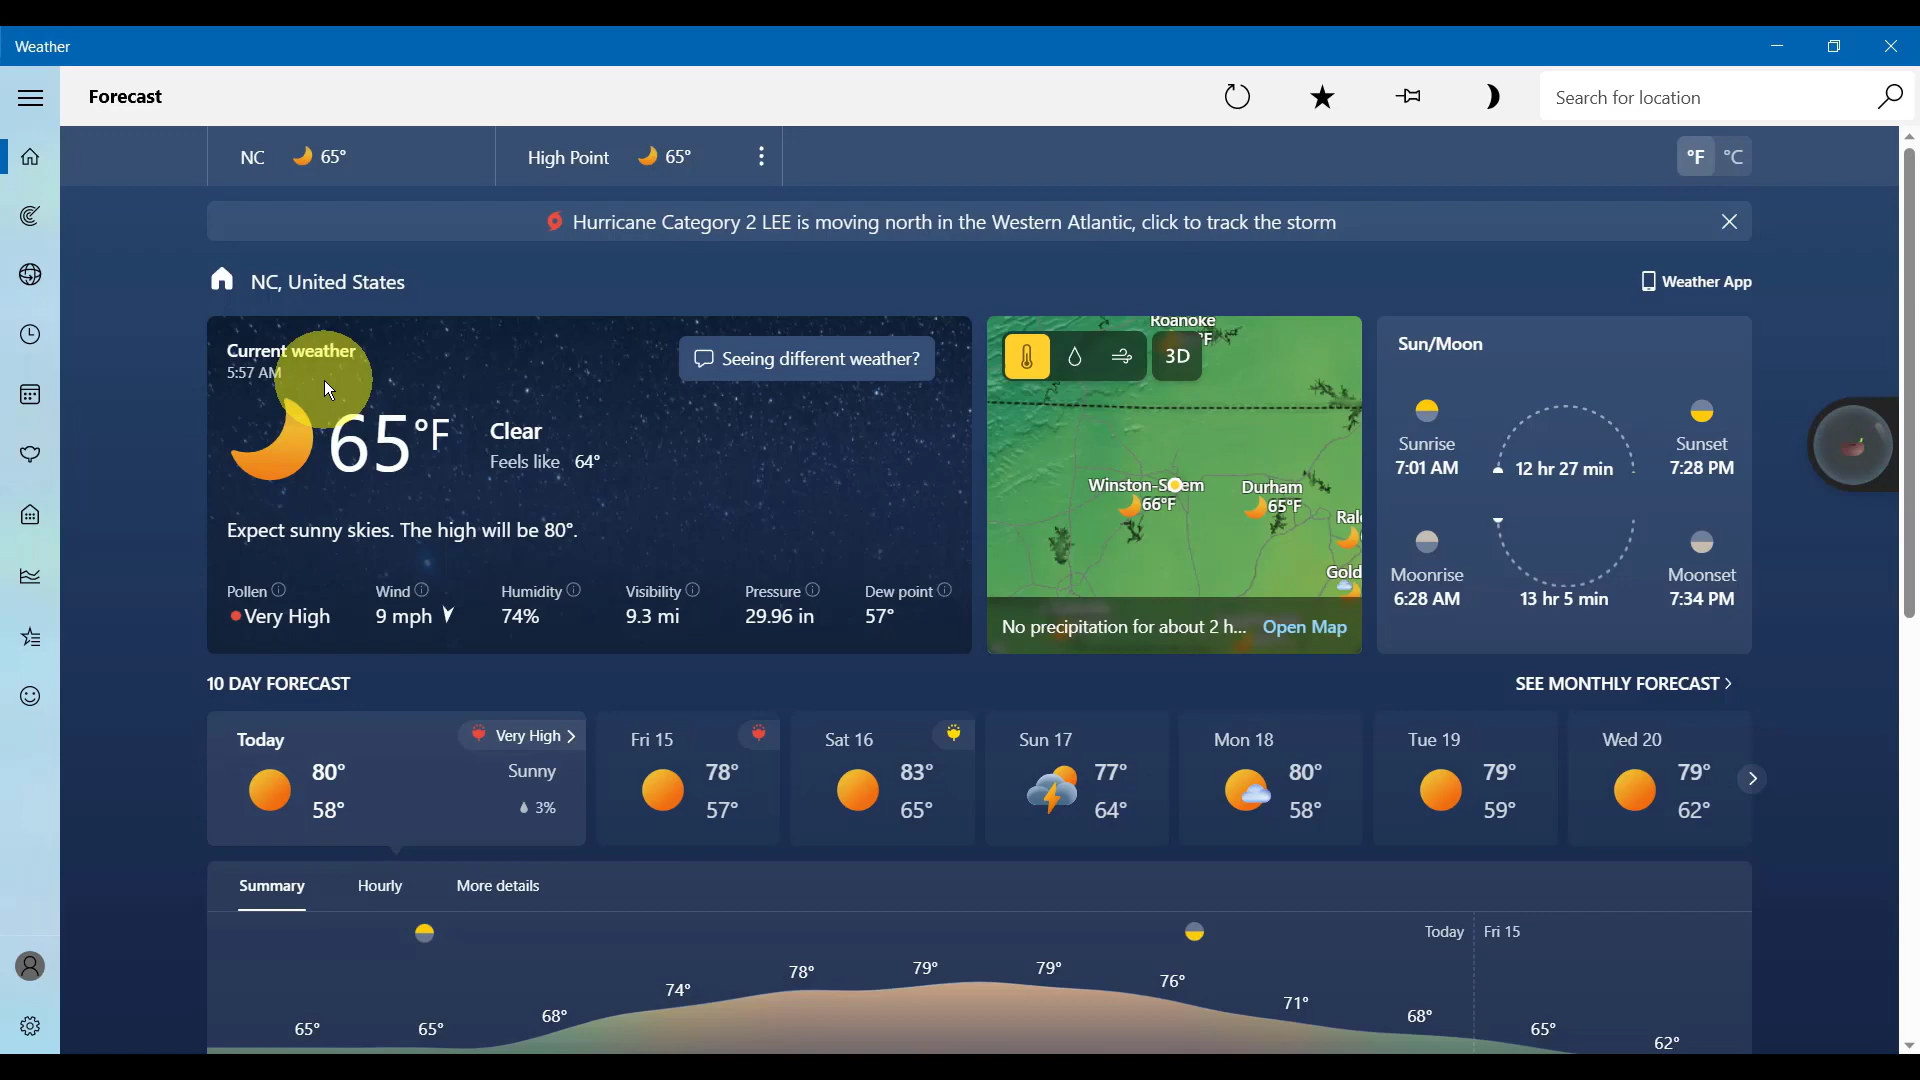 Weather
Forecast
Search for location
NC 65°
High Point 65°
°F °C
Hurricane Category 2 LEE is moving north in the Western Atlantic, click to track the storm
NC, United States
Weather App
Current weather
5:57 AM
Seeing different weather?
65°F
Clear
Feels like 64°
Expect sunny skies. The high will be 80°.
Pollen Wind Humidity Visibility Pressure Dew point
Very High 9 mph 74% 9.3 mi 29.96 in 57°
Roanoke
°F
3D
Durham
66°F 65°F
No precipitation for about 2 h... Open Map
Sun/Moon
Sunrise Sunset
7:01 AM 12 hr 27 min 7:28 PM
Moonrise Moonset
6:28 AM 13 hr 5 min 7:34 PM
10 DAY FORECAST
SEE MONTHLY FORECAST
Today Very High
80° Sunny
58° 3%
Fri 15
78°
57°
Sat 16
83°
65°
Sun 17
77°
64°
Mon 18
80°
58°
Tue 19
79°
59°
Wed 20
79°
62°
Summary Hourly More details
Today Fri 15
65° 65° 68° 74° 78° 79° 79° 76° 71° 68° 65° 62°